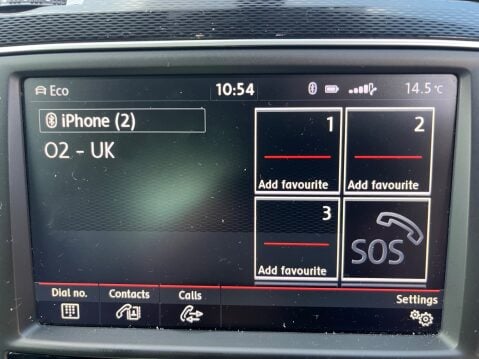 Eco 10:54 14.5 °C
iPhone (2)
O2 - UK
1
Add favourite
2
Add favourite
3
Add favourite
SOS
Dial no. Contacts Calls Settings